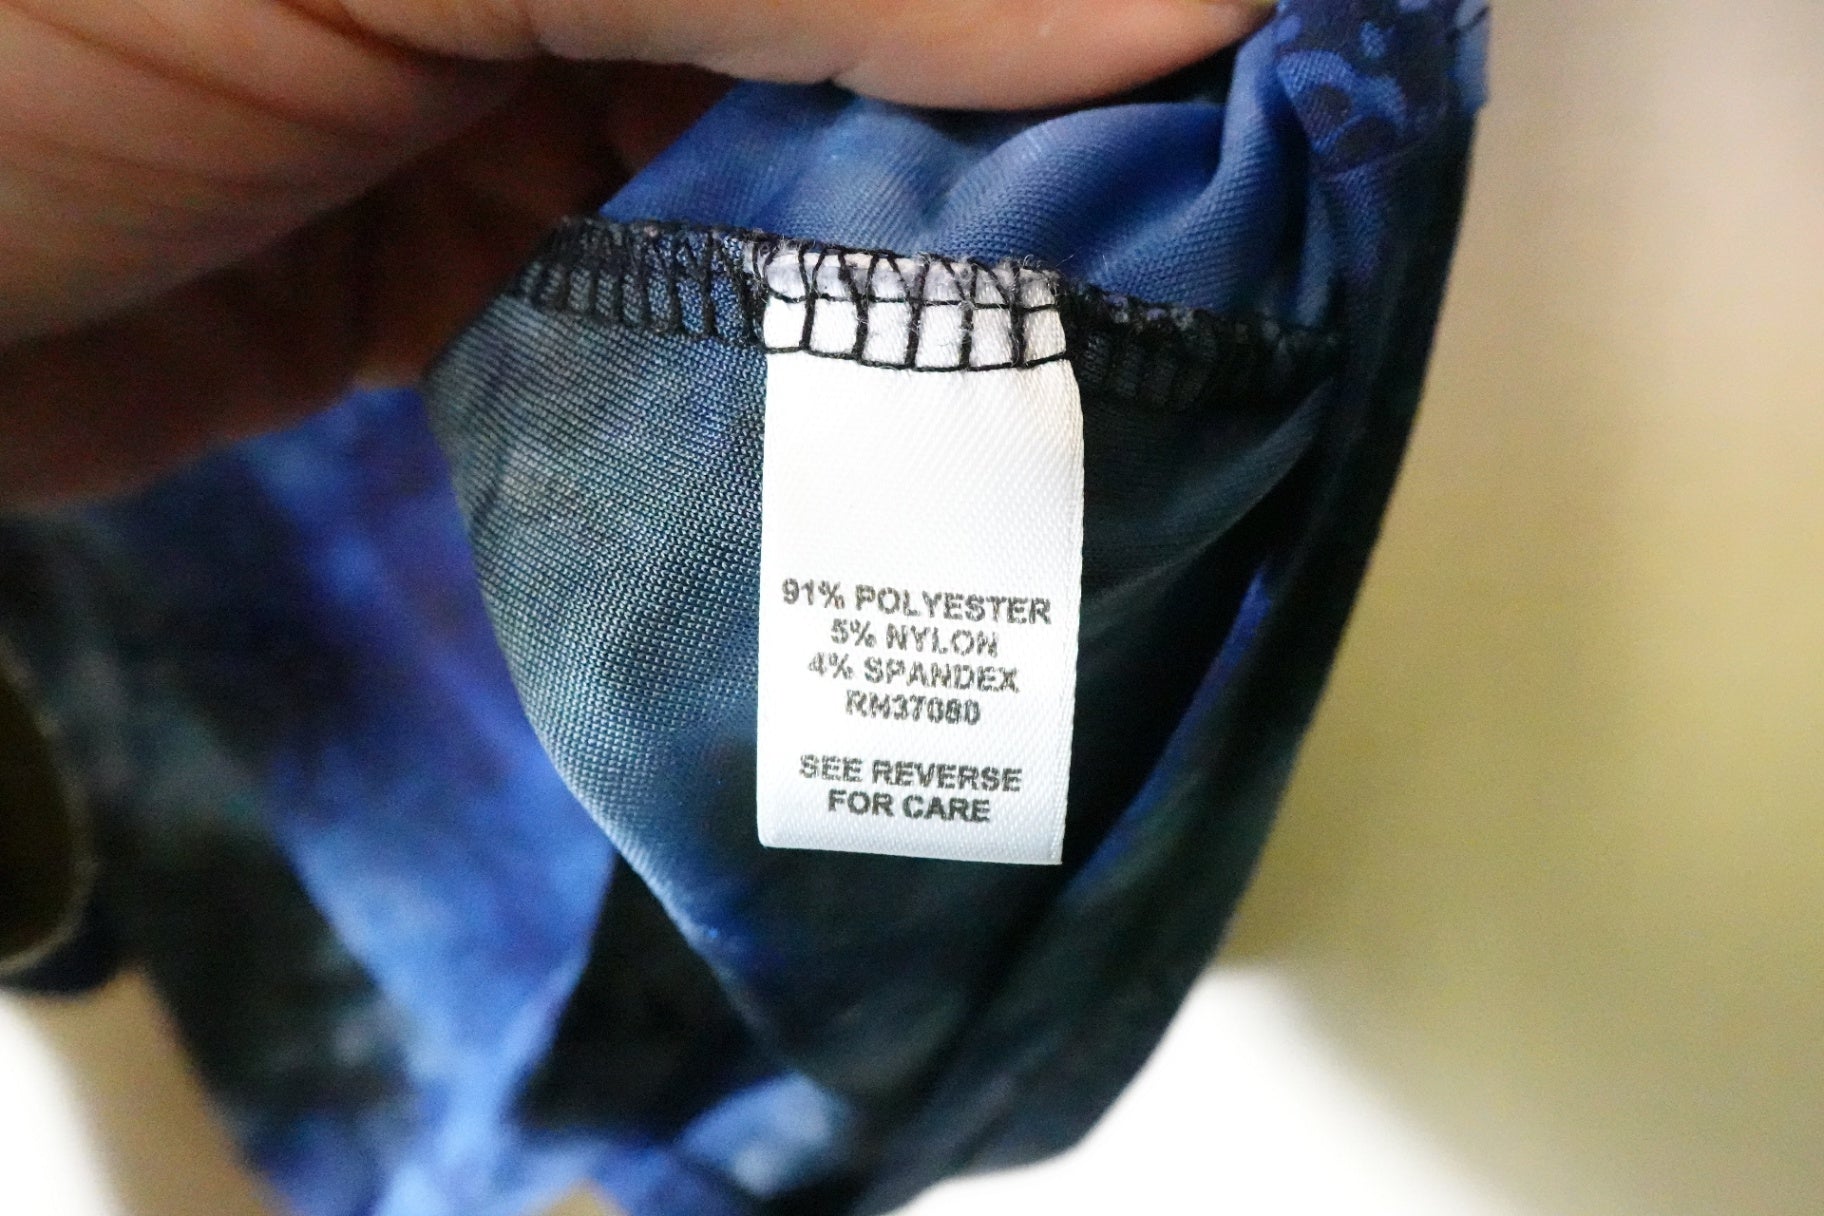 91% POLYESTER
5% NYLON
4% SPANDEX
RN37080
SEE REVERSE
FOR CARE